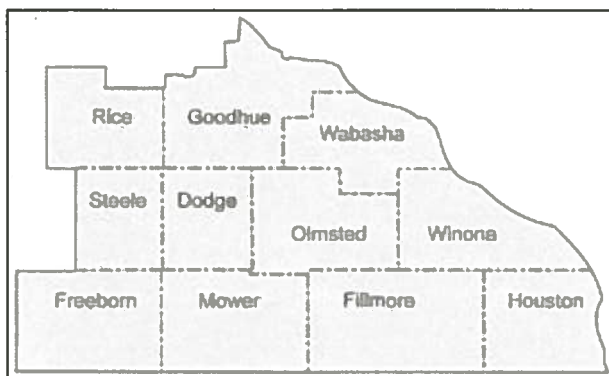 Rice
Goodhue
Wabasha
Steele
Dodge
Olmsted
Winona
Freeborn
Mower
Fillmore
Houston